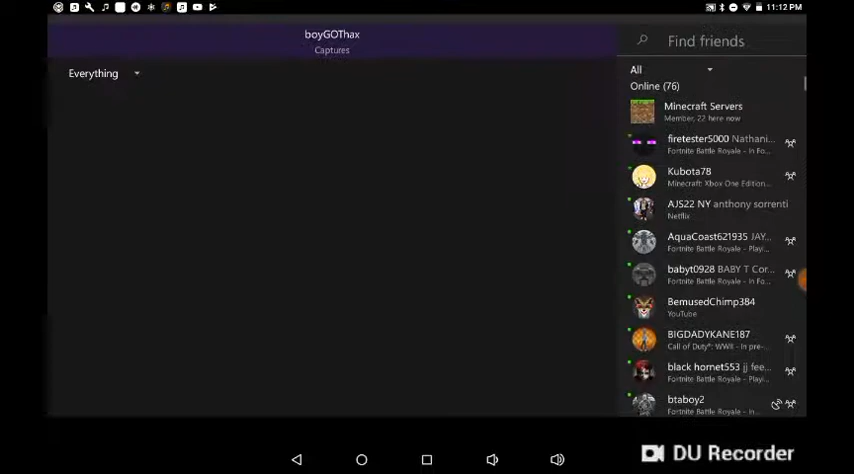 11:12 PM
boyGOThax
Captures
Everything
Find friends
All
Online (76)
Minecraft Servers
Member, 22 here now
firetester5000 Nathani...
Fortnite Battle Royale - In Fo...
Kubota78
Minecraft: Xbox One Edition...
AJS22 NY anthony sorrenti
Netflix
AquaCoast621935 JAY...
Fortnite Battle Royale - Playi...
babyt0928 BABY T Cor...
Fortnite Battle Royale - In Fo...
BemusedChimp384
YouTube
BIGDADYKANE187
Call of Duty®: WWII - In pre-...
black hornet553 jj fee...
Fortnite Battle Royale - Playi...
btaboy2
Fortnite Battle Royale - In Fo...
DU Recorder